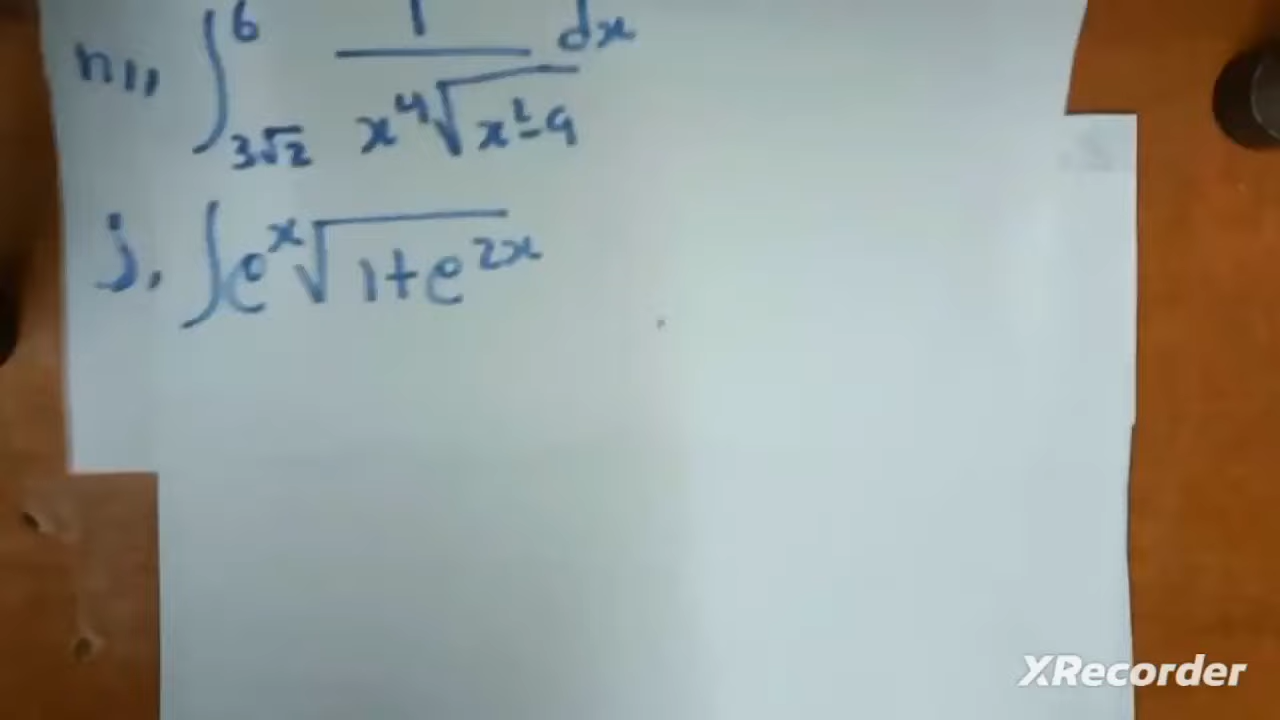 n,, ∫_{3√2}^{6} 1/(x⁴√(x²-9)) dx
j, ∫e^x √(1+e^{2x})
XRecorder